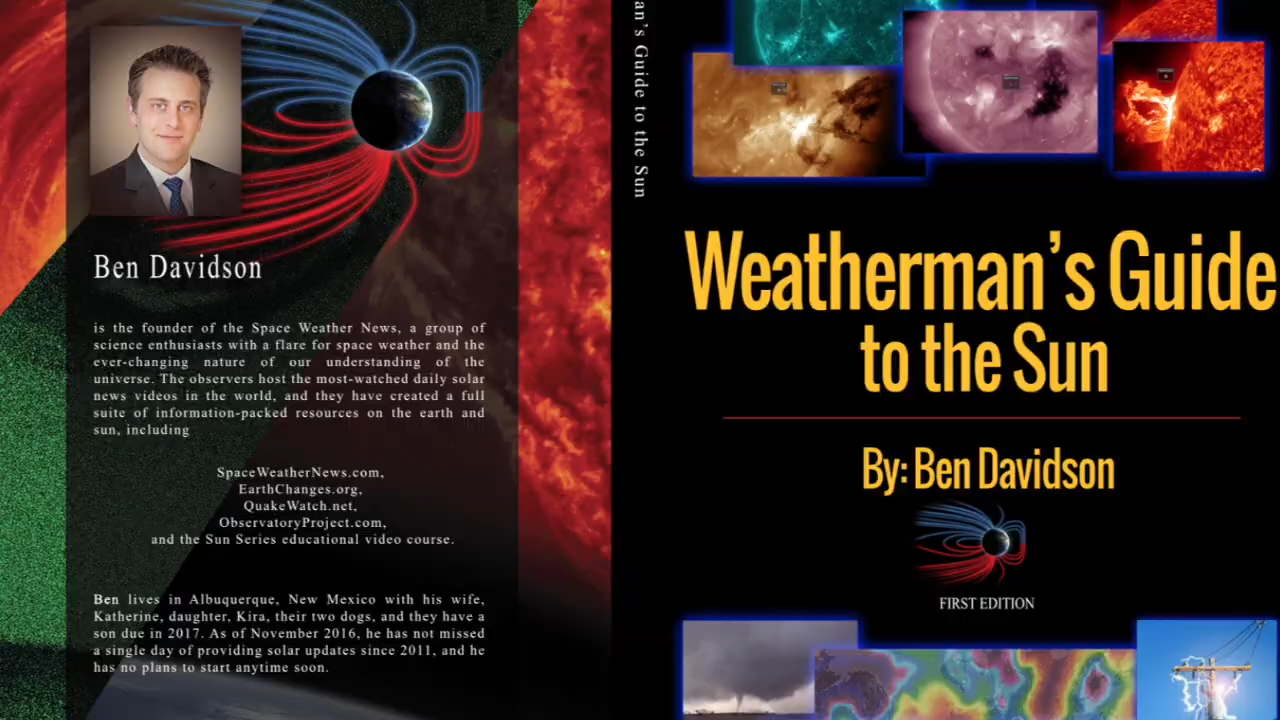 Ben Davidson
is the founder of the Space Weather News, a group of
science enthusiasts with a flare for space weather and the
ever-changing nature of our understanding of the
universe. The observers host the most-watched daily solar
news videos in the world, and they have created a full
suite of information-packed resources on the earth and
sun, including
SpaceWeatherNews.com,
EarthChanges.org,
QuakeWatch.net,
ObservatoryProject.com,
and the Sun Series educational video course.
Ben lives in Albuquerque, New Mexico with his wife,
Katherine, daughter, Kira, their two dogs, and they have a
son due in 2017. As of November 2016, he has not missed
a single day of providing solar updates since 2011, and he
has no plans to start anytime soon.
an's Guide to the Sun
Weatherman's Guide
to the Sun
By: Ben Davidson
FIRST EDITION